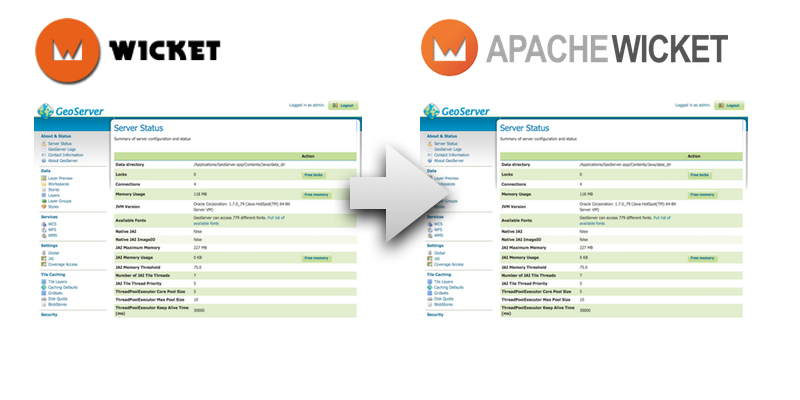 WICKET
APACHE WICKET
GeoServer
Logged in as admin. Logout
About & Status
Server Status
GeoServer Logs
Contact Information
About GeoServer
Data
Layer Preview
Workspaces
Stores
Layers
Layer Groups
Styles
Services
WCS
WFS
WMS
Settings
Global
JAI
Coverage Access
Tile Caching
Tile Layers
Caching Defaults
Gridsets
Disk Quota
BlobStores
Security
Server Status
Summary of server configuration and status
Action
Data directory /Applications/GeoServer.app/Contents/Java/data_dir
Locks 0 Free locks
Connections 4
Memory Usage 118 MB Free memory
JVM Version Oracle Corporation: 1.7.0_79 (Java HotSpot(TM) 64-Bit
Server VM)
Available Fonts GeoServer can access 779 different fonts. Full list of
available fonts
Native JAI false
Native JAI ImageIO false
JAI Maximum Memory 227 MB
JAI Memory Usage 0 KB Free memory
JAI Memory Threshold 75.0
Number of JAI Tile Threads 7
JAI Tile Thread Priority 5
ThreadPoolExecutor Core Pool Size 5
ThreadPoolExecutor Max Pool Size 10
ThreadPoolExecutor Keep Alive Time 30000
(ms)
GeoServer
Logged in as admin. Logout
About & Status
Server Status
GeoServer Logs
Contact Information
About GeoServer
Data
Layer Preview
Groups
Styles
Services
WCS
WFS
WMS
Settings
Global
JAI
Coverage Access
Tile Caching
Tile Layers
Caching Defaults
Gridsets
Disk Quota
BlobStores
Security
Server Status
Summary of server configuration and status
Action
Data directory /Applications/GeoServer.app/Contents/Java/data_dir
Locks 0 Free locks
Connections 4
Memory Usage 118 MB Free memory
JVM Version Oracle Corporation: 1.7.0_79 (Java HotSpot(TM) 64-Bit
Server VM)
Available Fonts GeoServer can access 779 different fonts. Full list of
available fonts
Native JAI false
Native JAI ImageIO false
JAI Maximum Memory 227 MB
JAI Memory Usage 0 KB Free memory
JAI Memory Threshold 75.0
Number of JAI Tile Threads 7
JAI Tile Thread Priority 5
ThreadPoolExecutor Core Pool Size 5
ThreadPoolExecutor Max Pool Size 10
ThreadPoolExecutor Keep Alive Time 30000
(ms)